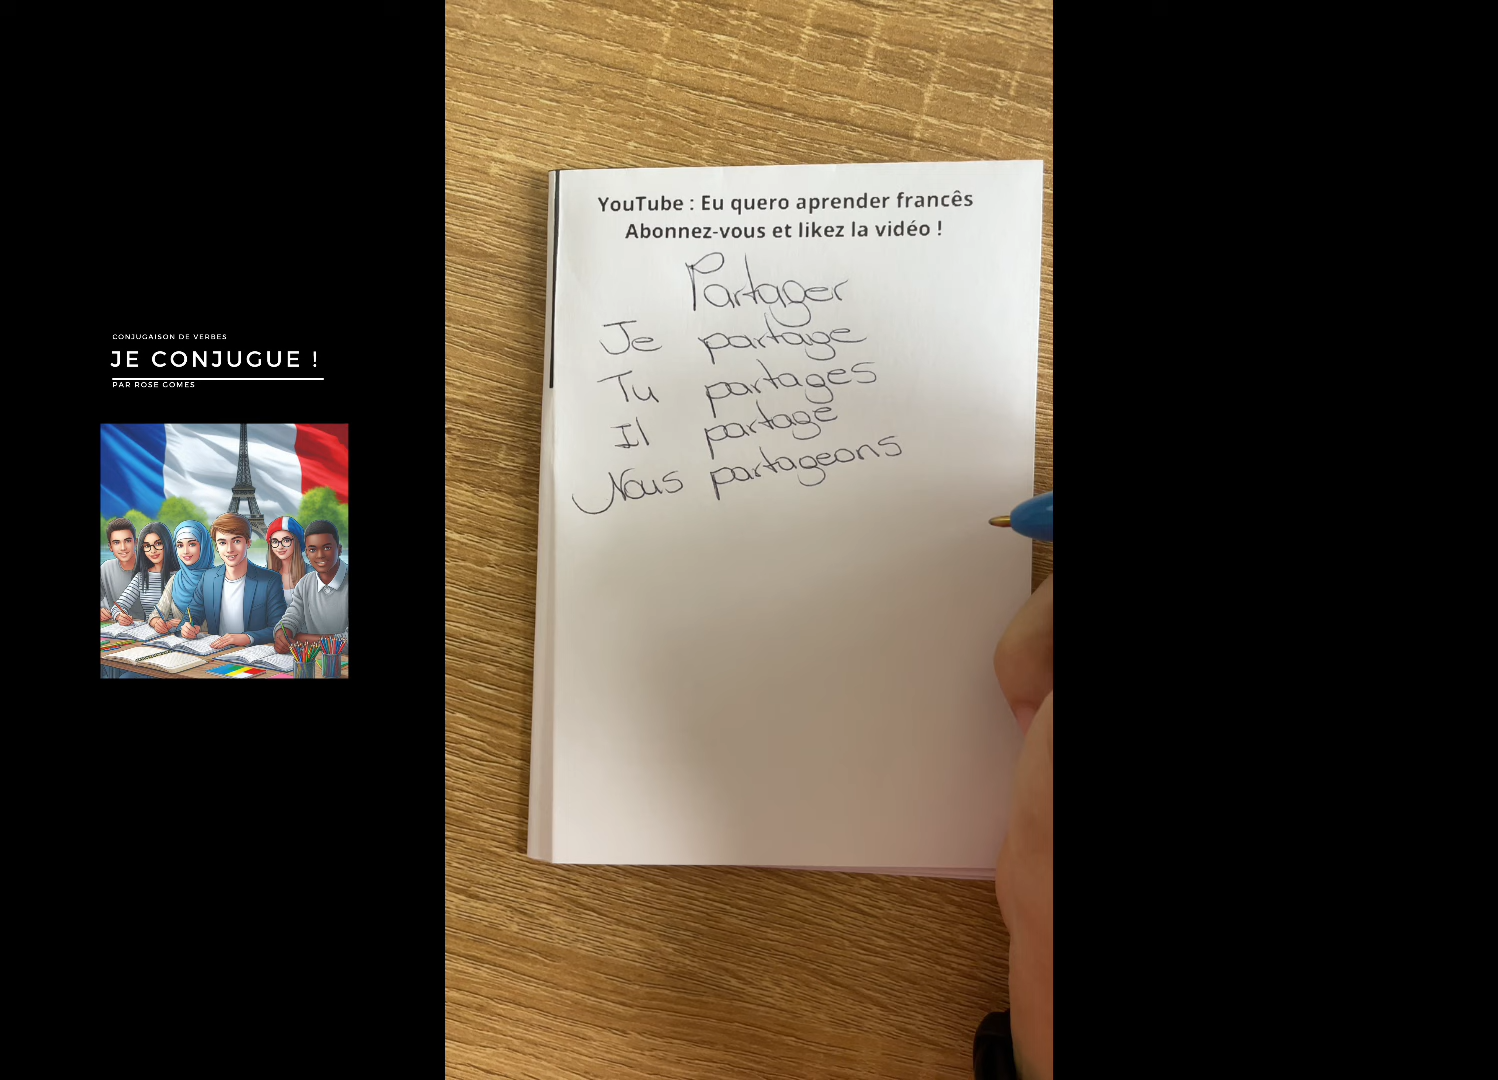 CONJUGAISON DE VERBES
JE CONJUGUE !
PAR ROSE GOMES
YouTube : Eu quero aprender francês
Abonnez-vous et likez la vidéo !
Partager
Je partage
Tu partages
Il partage
Nous partageons